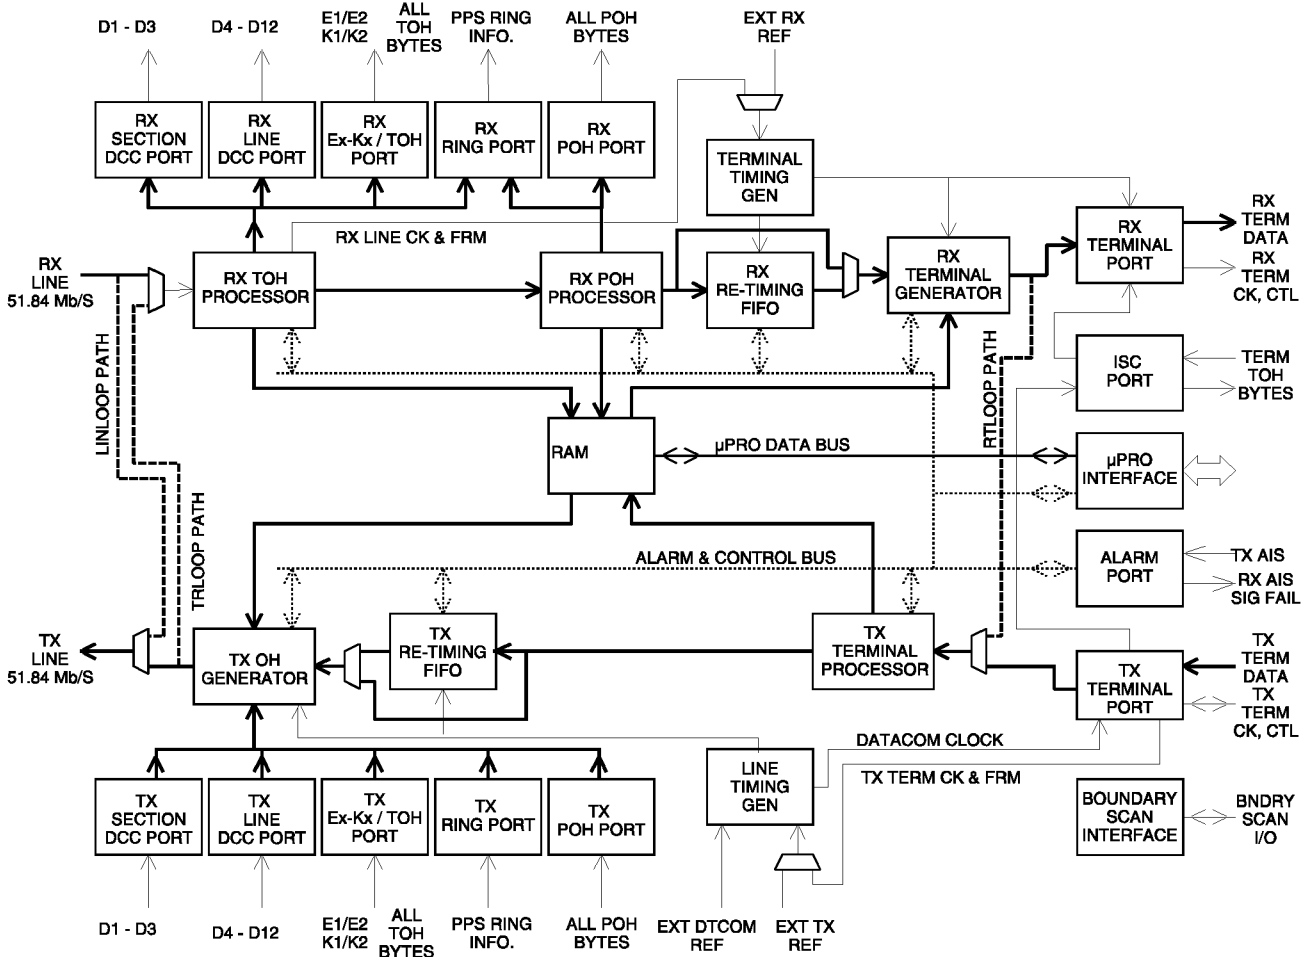 D1 - D3
D4 - D12
E1/E2
K1/K2
ALL
TOH
BYTES
PPS RING
INFO.
ALL POH
BYTES
EXT RX
REF
RX
SECTION
DCC PORT
RX
LINE
DCC PORT
RX
Ex-Kx / TOH
PORT
RX
RING PORT
RX
POH PORT
TERMINAL
TIMING
GEN
RX LINE CK & FRM
RX
LINE
51.84 Mb/S
RX TOH
PROCESSOR
RX POH
PROCESSOR
RX
RE-TIMING
FIFO
RX
TERMINAL
GENERATOR
RX
TERMINAL
PORT
RX
TERM
DATA
RX
TERM
CK, CTL
LINLOOP PATH
RTLOOP PATH
ISC
PORT
TERM
TOH
BYTES
RAM
µPRO DATA BUS
µPRO
INTERFACE
TRLOOP PATH
ALARM & CONTROL BUS
ALARM
PORT
TX AIS
RX AIS
SIG FAIL
TX
LINE
51.84 Mb/S
TX OH
GENERATOR
TX
RE-TIMING
FIFO
TX
TERMINAL
PROCESSOR
TX
TERMINAL
PORT
TX
TERM
DATA
TX
TERM
CK, CTL
DATACOM CLOCK
TX TERM CK & FRM
LINE
TIMING
GEN
TX
SECTION
DCC PORT
TX
LINE
DCC PORT
TX
Ex-Kx / TOH
PORT
TX
RING PORT
TX
POH PORT
BOUNDARY
SCAN
INTERFACE
BNDRY
SCAN
I/O
D1 - D3
D4 - D12
E1/E2
K1/K2
ALL
TOH
BYTES
PPS RING
INFO.
ALL POH
BYTES
EXT DTCOM
REF
EXT TX
REF